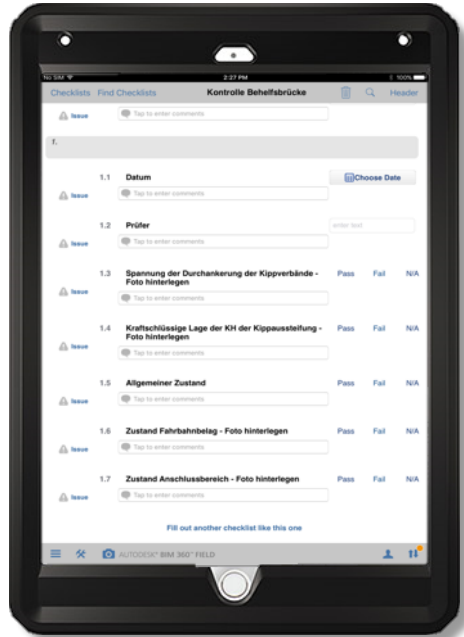 No SIM 2:27 PM 100%
Checklists Find Checklists Kontrolle Behelfsbrücke Header
Issue Tap to enter comments
1.1 Datum Choose Date
Issue Tap to enter comments
1.2 Prüfer enter text
Issue Tap to enter comments
1.3 Spannung der Durchankerung der Kippverbände - Pass Fail N/A
Foto hinterlegen
Issue Tap to enter comments
1.4 Kraftschlüssige Lage der KH der Kippaussteifung - Pass Fail N/A
Foto hinterlegen
Issue Tap to enter comments
1.5 Allgemeiner Zustand Pass Fail N/A
Issue Tap to enter comments
1.6 Zustand Fahrbahnbelag - Foto hinterlegen Pass Fail N/A
Issue Tap to enter comments
1.7 Zustand Anschlussbereich - Foto hinterlegen Pass Fail N/A
Issue Tap to enter comments
Fill out another checklist like this one
AUTODESK® BIM 360™ FIELD